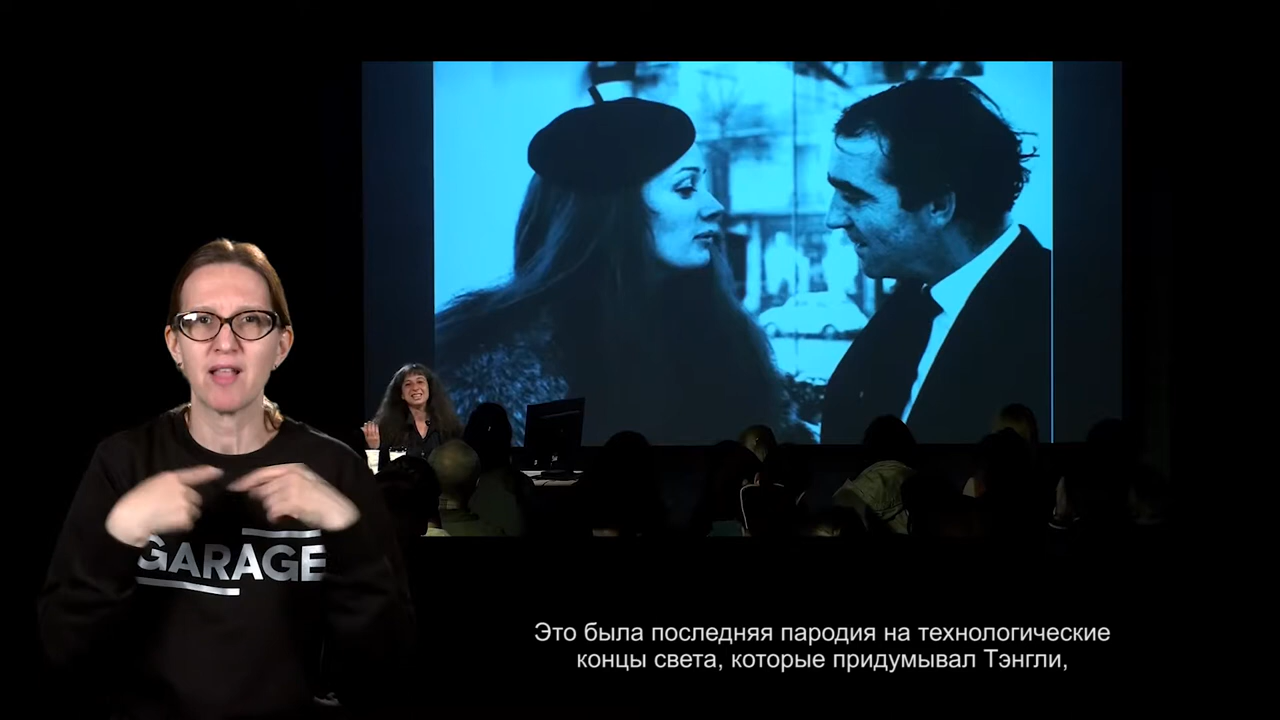 GARAGE
Это была последняя пародия на технологические
концы света, которые придумывал Тэнгли,